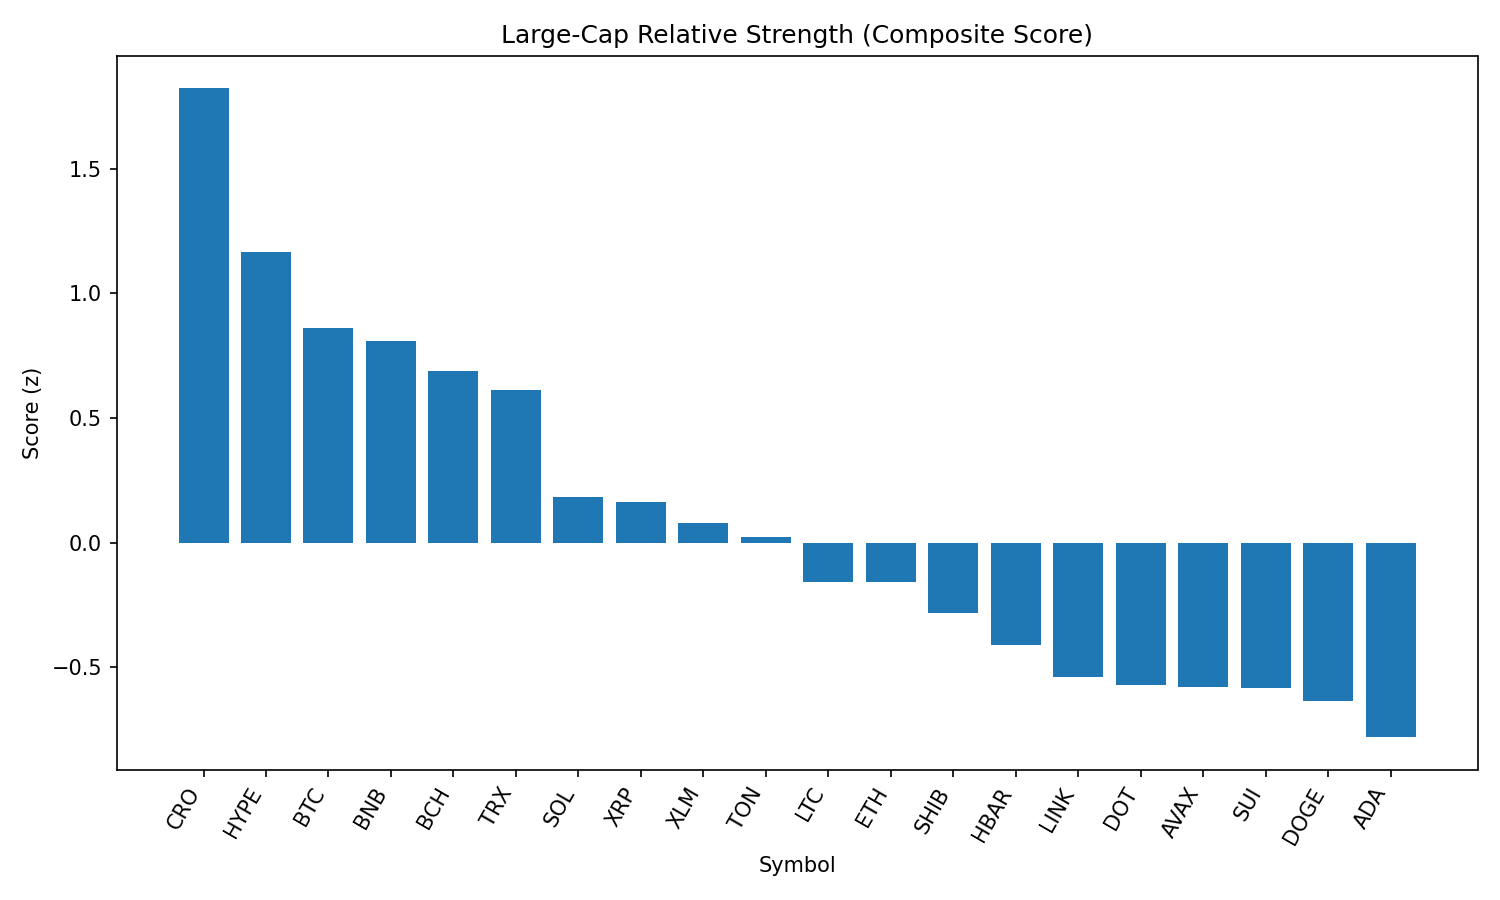 Large-Cap Relative Strength (Composite Score)
1.5
1.0
0.5
0.0
−0.5
Score (z)
CRO
HYPE
BTC
BNB
BCH
TRX
SOL
XRP
XLM
TON
LTC
ETH
SHIB
HBAR
LINK
DOT
AVAX
SUI
DOGE
ADA
Symbol